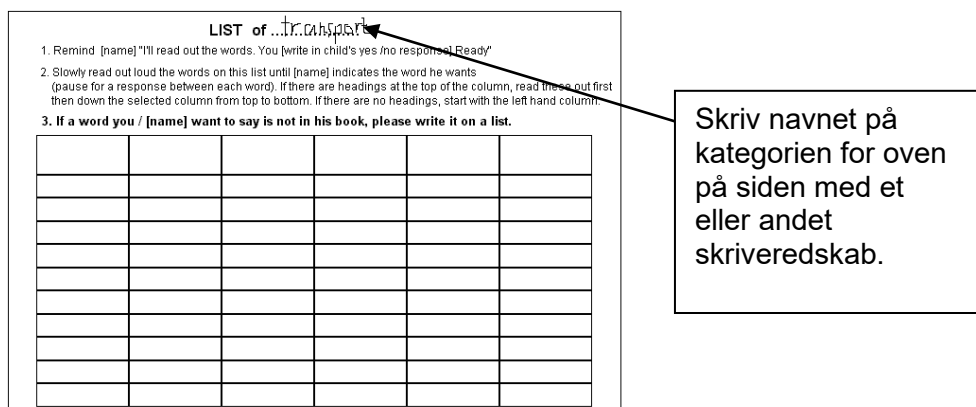 LIST of ...transport
1. Remind [name] "I'll read out the words. You [write in child's yes /no response] Ready"
2. Slowly read out loud the words on this list until [name] indicates the word he wants
(pause for a response between each word). If there are headings at the top of the column, read these out first
then down the selected column from top to bottom. If there are no headings, start with the left hand column.
3. If a word you / [name] want to say is not in his book, please write it on a list.
Skriv navnet på
kategorien for oven
på siden med et
eller andet
skriveredskab.